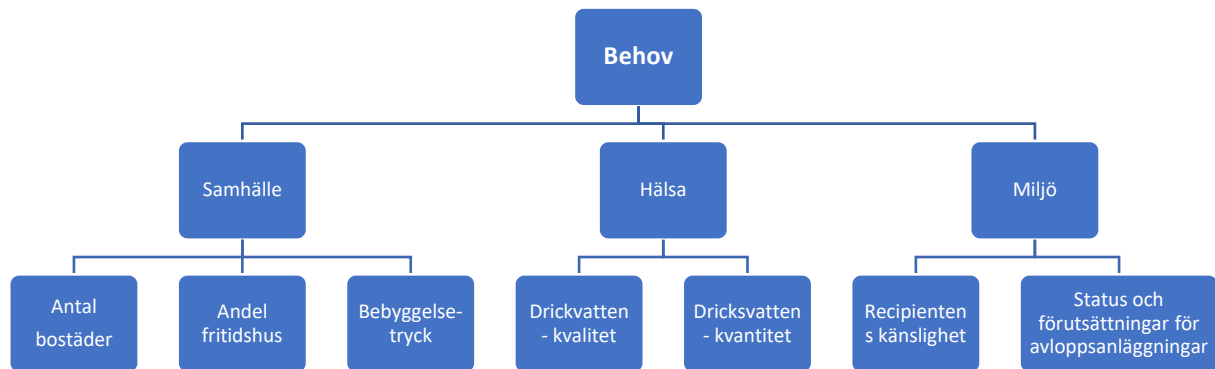 Behov
Samhälle
Hälsa
Miljö
Antal
bostäder
Andel
fritidshus
Bebyggelse-
tryck
Drickvatten
- kvalitet
Dricksvatten
- kvantitet
Recipienten
s känslighet
Status och
förutsättningar för
avloppsanläggningar